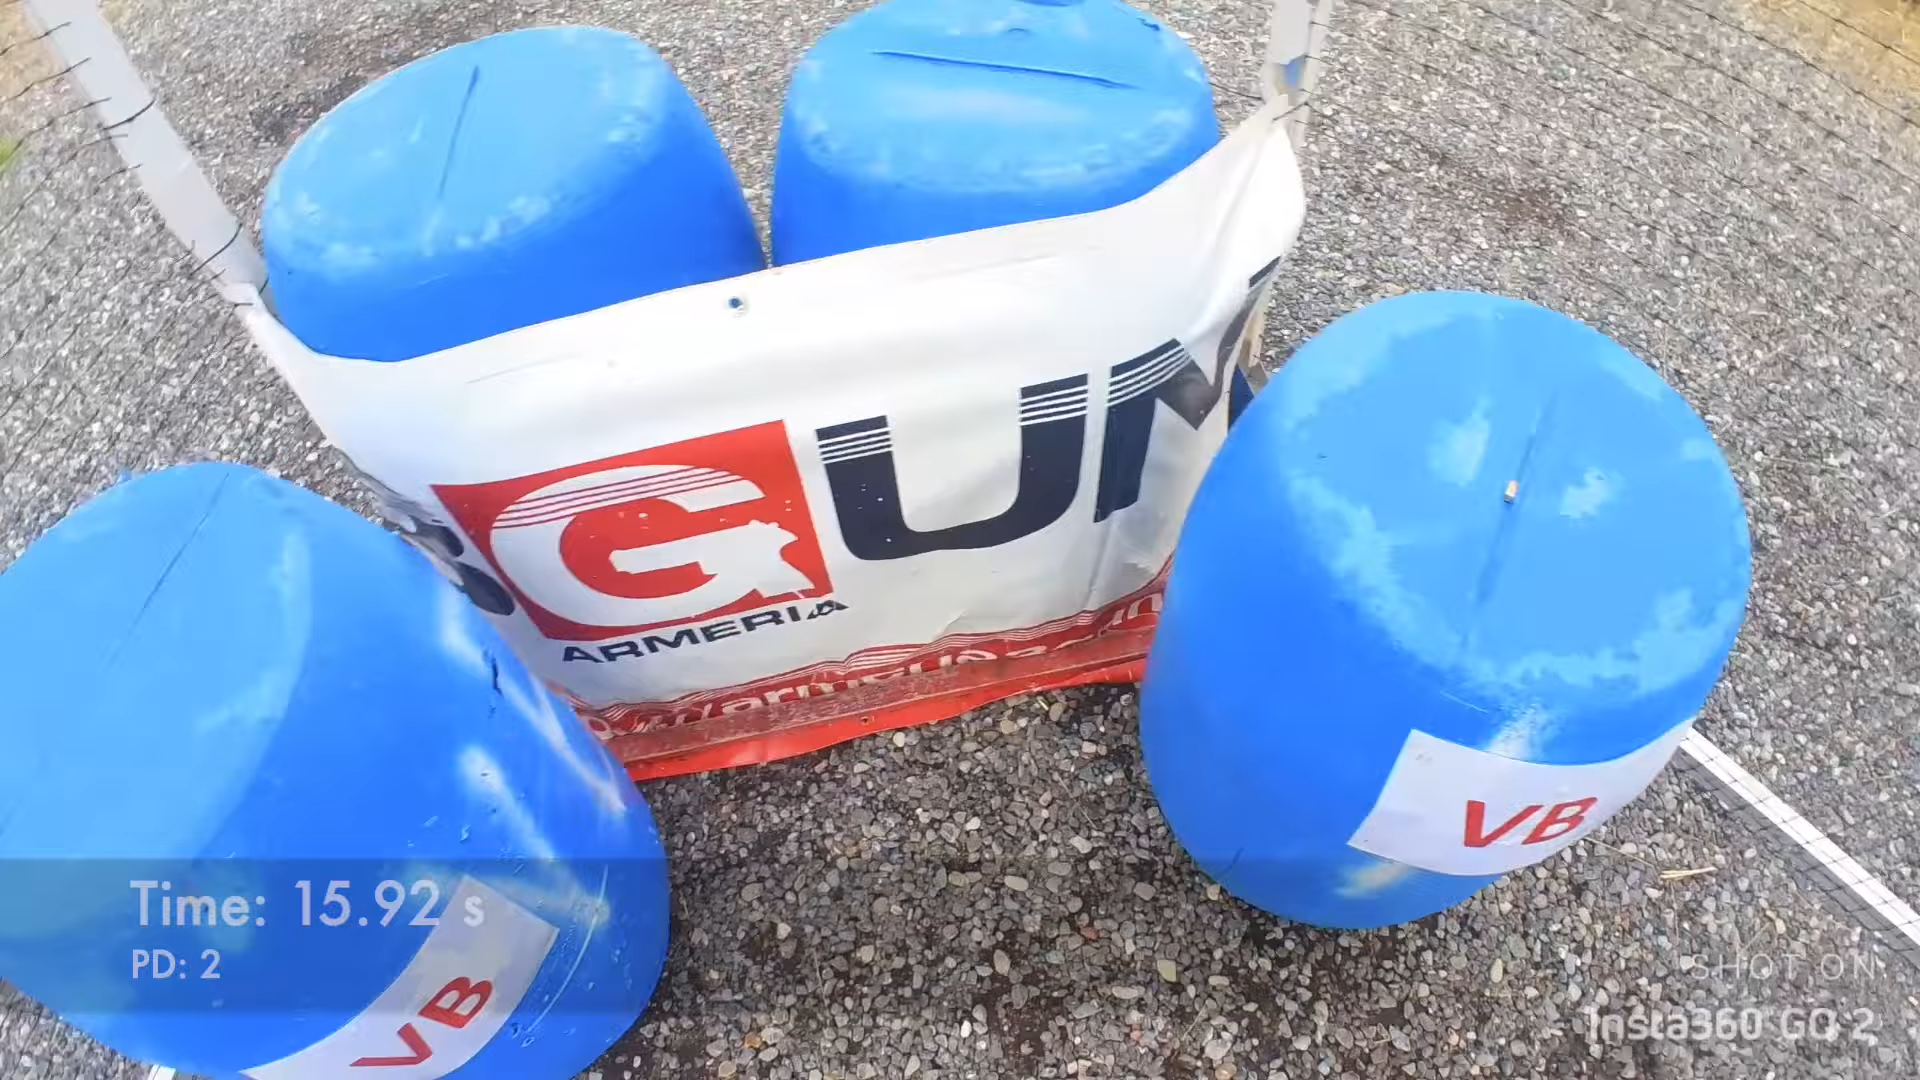 GUN
ARMERIA
VB
VB
Time: 15.92 s
PD: 2
SHOT ON
Insta360 GO 2